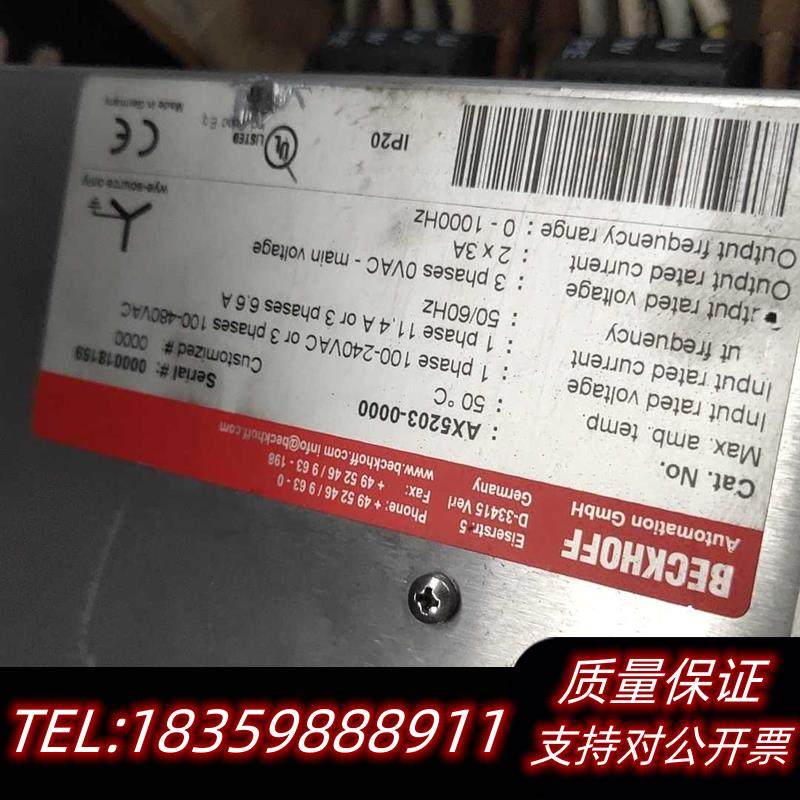 BECKHOFF
Automation GmbH
Eiserstr.5
D-33415 Verl
Germany
Phone: + 49 52 46 / 9 63 - 0
Fax: + 49 52 46 / 9 63 - 198
www.beckhoff.com info@beckhoff.com
Cat. No. : AX5203-0000 Serial #: 000018159
Max. amb. temp. : 50 °C Customized #: 0000
Input rated voltage : 1 phase 100-240VAC or 3 phases 100-480VAC
Input rated current : 1 phase 11.4 A or 3 phases 6.6 A
ut frequency : 50/60Hz
tput rated voltage : 3 phases 0VAC - main voltage
Output rated current : 2 x 3A
Output frequency range : 0 - 1000Hz
wye-source only
IP20
UL
LISTED
CE
Made in Germany
U V W PE
质量保证
TEL:18359888911
支持对公开票